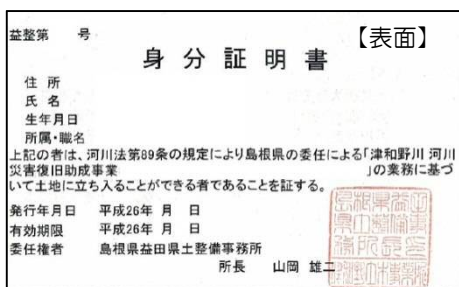 益整第　　号
【表面】
身分証明書
住所
氏名
生年月日
所属・職名
上記の者は、河川法第89条の規定により島根県の委任による「津和野川 河川
災害復旧助成事業　　　　　　　　　　　　　　　　　　」の業務に基づ
いて土地に立ち入ることができる者であることを証する。
発行年月日　平成26年　月　日
有効期限　平成26年　月　日
委任権者　島根県益田県土整備事務所
所長　山岡 雄二